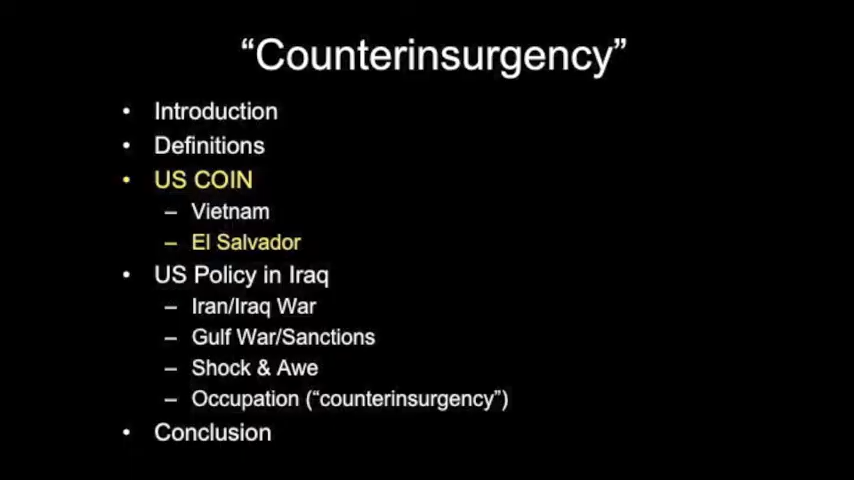 “Counterinsurgency”
• Introduction
• Definitions
• US COIN
– Vietnam
– El Salvador
• US Policy in Iraq
– Iran/Iraq War
– Gulf War/Sanctions
– Shock & Awe
– Occupation (“counterinsurgency”)
• Conclusion